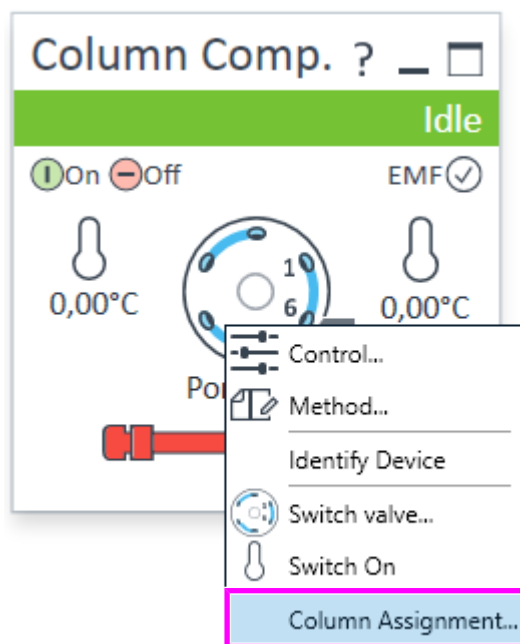 Column Comp. ?
Idle
On Off EMF
1
6
0,00°C 0,00°C
Control...
Method...
Identify Device
Switch valve...
Switch On
Column Assignment...